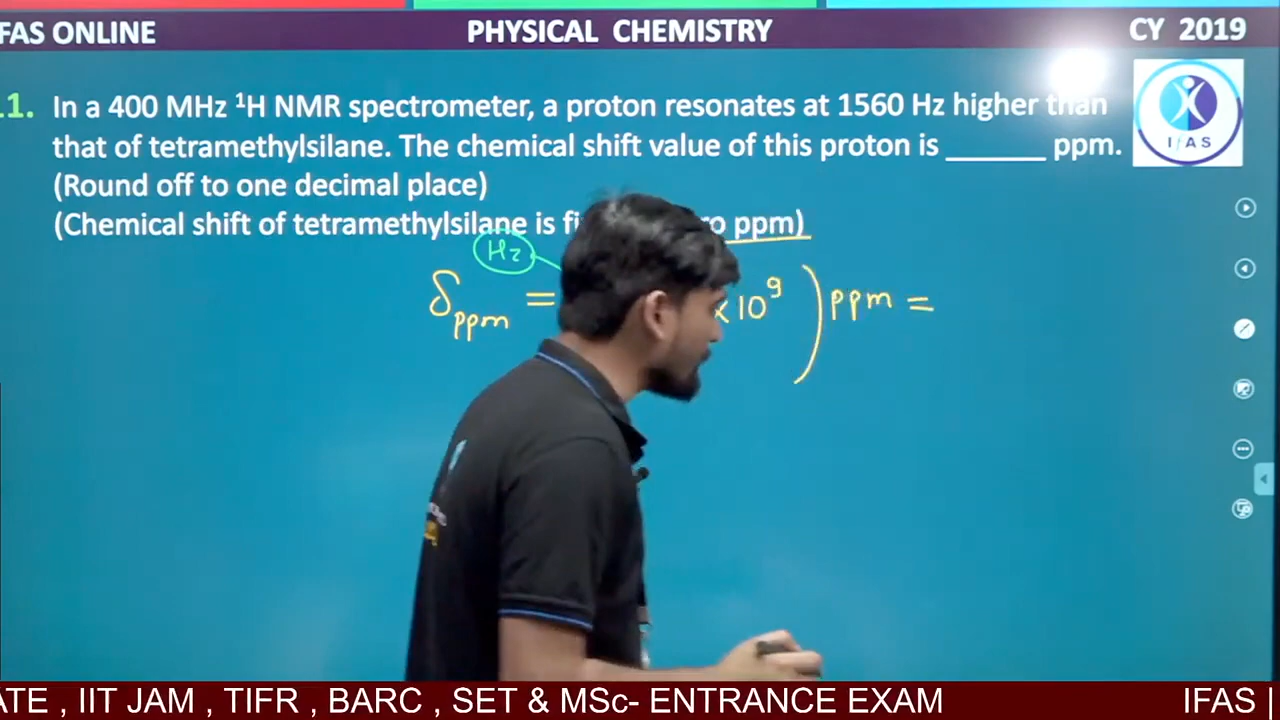 FAS ONLINE
PHYSICAL CHEMISTRY
CY 2019
.1. In a 400 MHz ¹H NMR spectrometer, a proton resonates at 1560 Hz higher than
that of tetramethylsilane. The chemical shift value of this proton is ______ ppm.
(Round off to one decimal place)
(Chemical shift of tetramethylsilane is ppm)
IFAS
Hz
δppm = ×10⁹ ) ppm =
ATE , IIT JAM , TIFR , BARC , SET & MSc- ENTRANCE EXAM
IFAS |